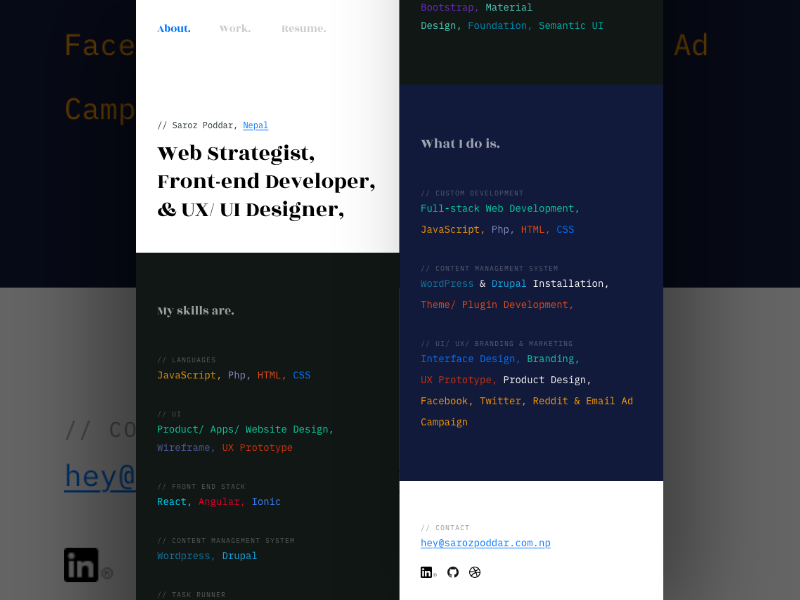 Face
Camp
// CO
hey@
in ®
Ad
About. Work. Resume.
// Saroz Poddar, Nepal
Web Strategist,
Front-end Developer,
& UX/ UI Designer,
My skills are.
// LANGUAGES
JavaScript, Php, HTML, CSS
// UI
Product/ Apps/ Website Design,
Wireframe, UX Prototype
// FRONT END STACK
React, Angular, Ionic
// CONTENT MANAGEMENT SYSTEM
Wordpress, Drupal
// TASK RUNNER
Bootstrap, Material
Design, Foundation, Semantic UI
What I do is.
// CUSTOM DEVELOPMENT
Full-stack Web Development,
JavaScript, Php, HTML, CSS
// CONTENT MANAGEMENT SYSTEM
WordPress & Drupal Installation,
Theme/ Plugin Development,
// UI/ UX/ BRANDING & MARKETING
Interface Design, Branding,
UX Prototype, Product Design,
Facebook, Twitter, Reddit & Email Ad
Campaign
// CONTACT
hey@sarozpoddar.com.np
in ®